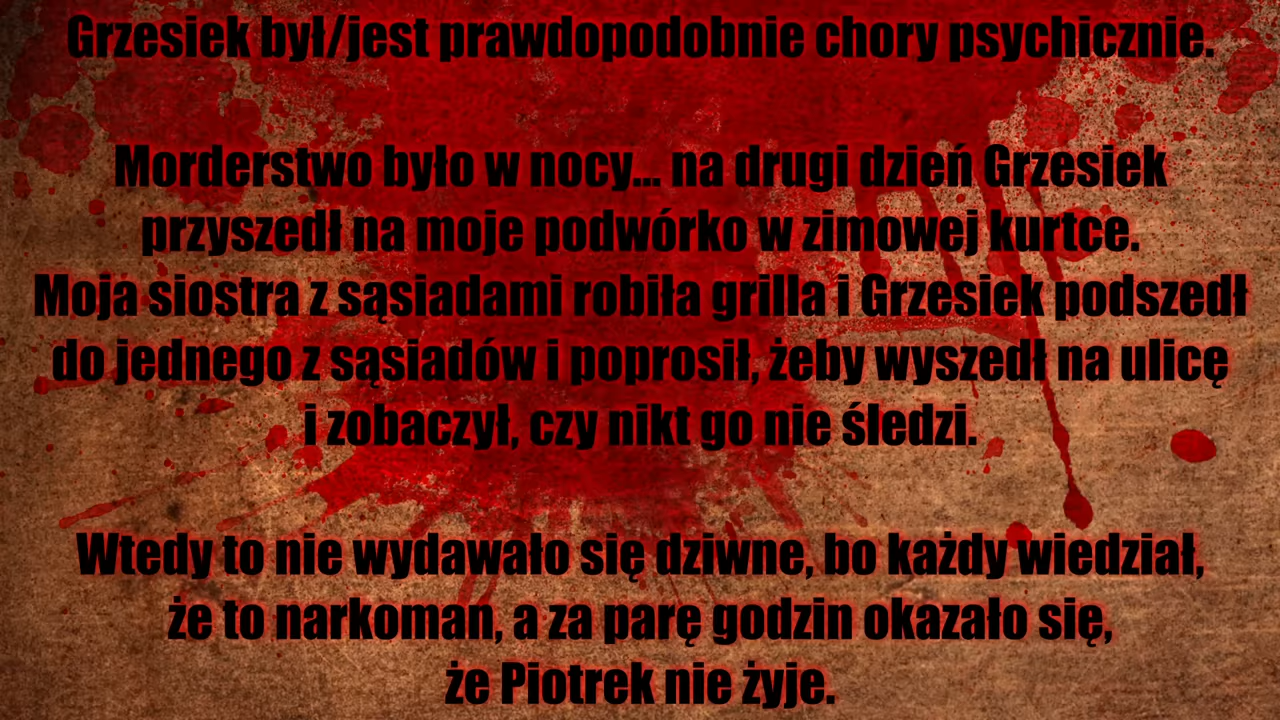 Grzesiek był/jest prawdopodobnie chory psychicznie.
Morderstwo było w nocy... na drugi dzień Grzesiek
przyszedł na moje podwórko w zimowej kurtce.
Moja siostra z sąsiadami robiła grilla i Grzesiek podszedł
do jednego z sąsiadów i poprosił, żeby wyszedł na ulicę
i zobaczył, czy nikt go nie śledzi.
Wtedy to nie wydawało się dziwne, bo każdy wiedział,
że to narkoman, a za parę godzin okazało się,
że Piotrek nie żyje.